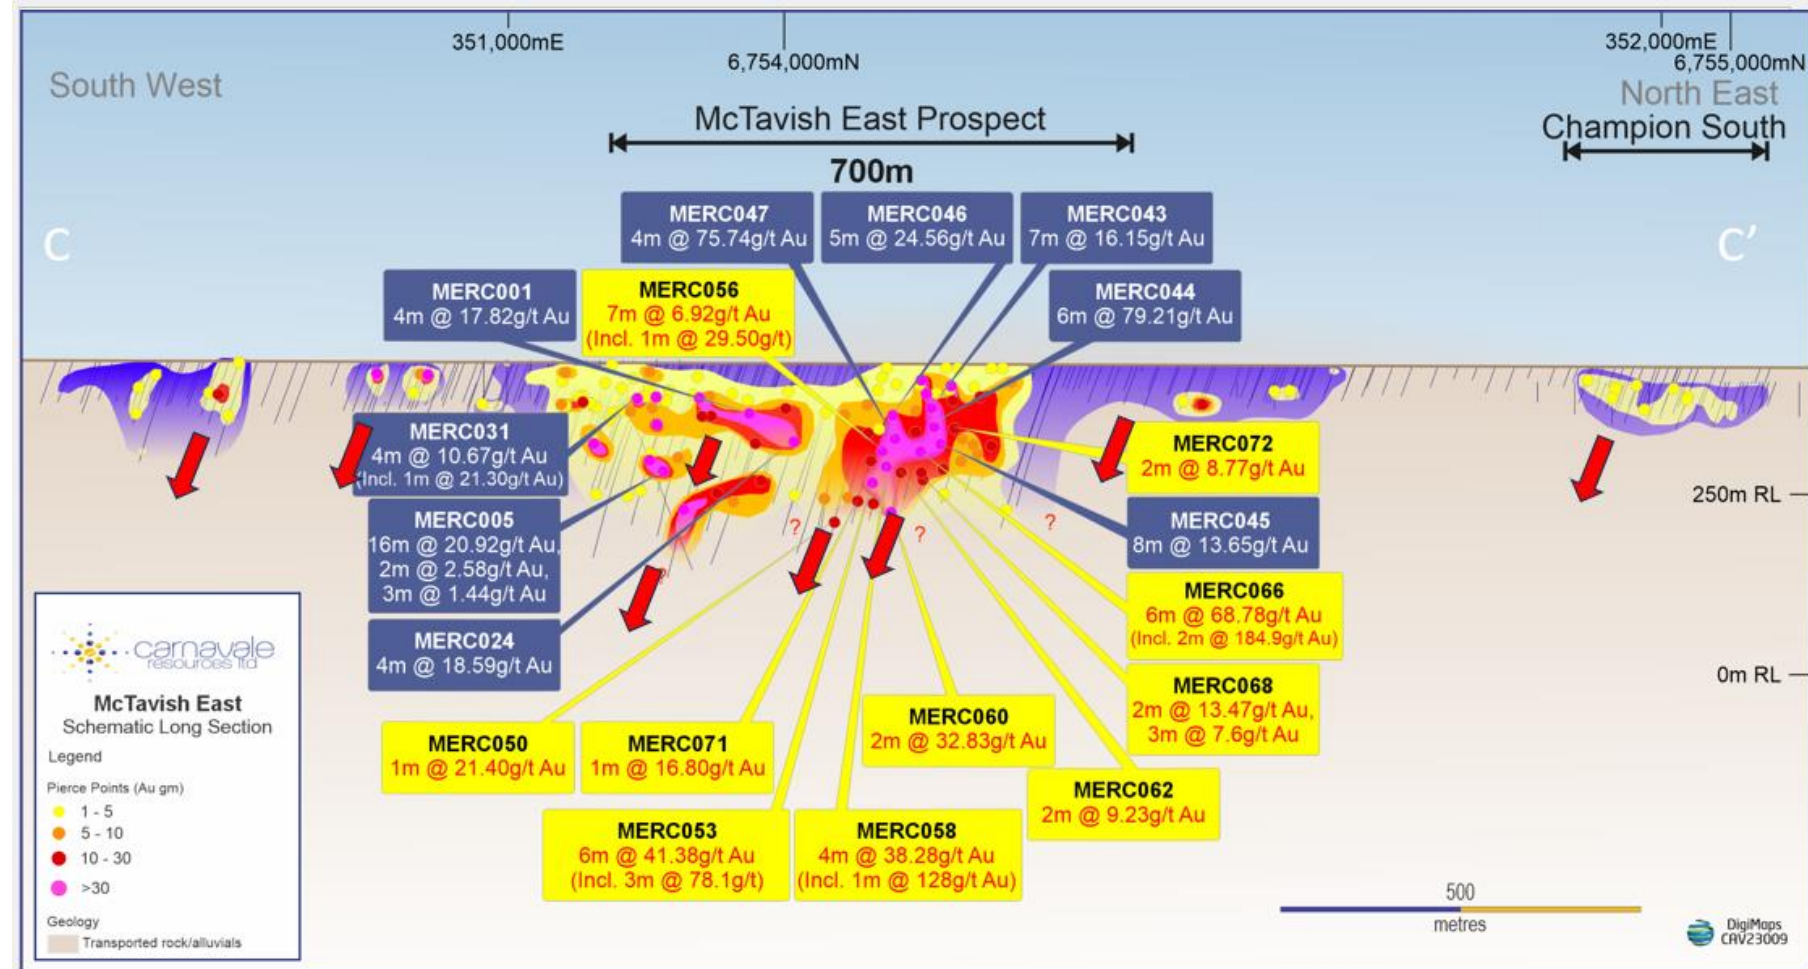 351,000mE
6,754,000mN
352,000mE
6,755,000mN
South West
North East
McTavish East Prospect
700m
Champion South
C
C'
MERC047
4m @ 75.74g/t Au
MERC046
5m @ 24.56g/t Au
MERC043
7m @ 16.15g/t Au
MERC001
4m @ 17.82g/t Au
MERC056
7m @ 6.92g/t Au
(Incl. 1m @ 29.50g/t)
MERC044
6m @ 79.21g/t Au
MERC031
4m @ 10.67g/t Au
(Incl. 1m @ 21.30g/t Au)
MERC072
2m @ 8.77g/t Au
250m RL
MERC005
16m @ 20.92g/t Au,
2m @ 2.58g/t Au,
3m @ 1.44g/t Au
MERC045
8m @ 13.65g/t Au
?
?
?
?
MERC066
6m @ 68.78g/t Au
(Incl. 2m @ 184.9g/t Au)
MERC024
4m @ 18.59g/t Au
0m RL
MERC068
2m @ 13.47g/t Au,
3m @ 7.6g/t Au
MERC060
2m @ 32.83g/t Au
MERC050
1m @ 21.40g/t Au
MERC071
1m @ 16.80g/t Au
MERC062
2m @ 9.23g/t Au
MERC053
6m @ 41.38g/t Au
(Incl. 3m @ 78.1g/t)
MERC058
4m @ 38.28g/t Au
(Incl. 1m @ 128g/t Au)
carnavale
resources ltd
McTavish East
Schematic Long Section
Legend
Pierce Points (Au gm)
1 - 5
5 - 10
10 - 30
>30
Geology
Transported rock/alluvials
500
metres
DigiMaps
CAV23009